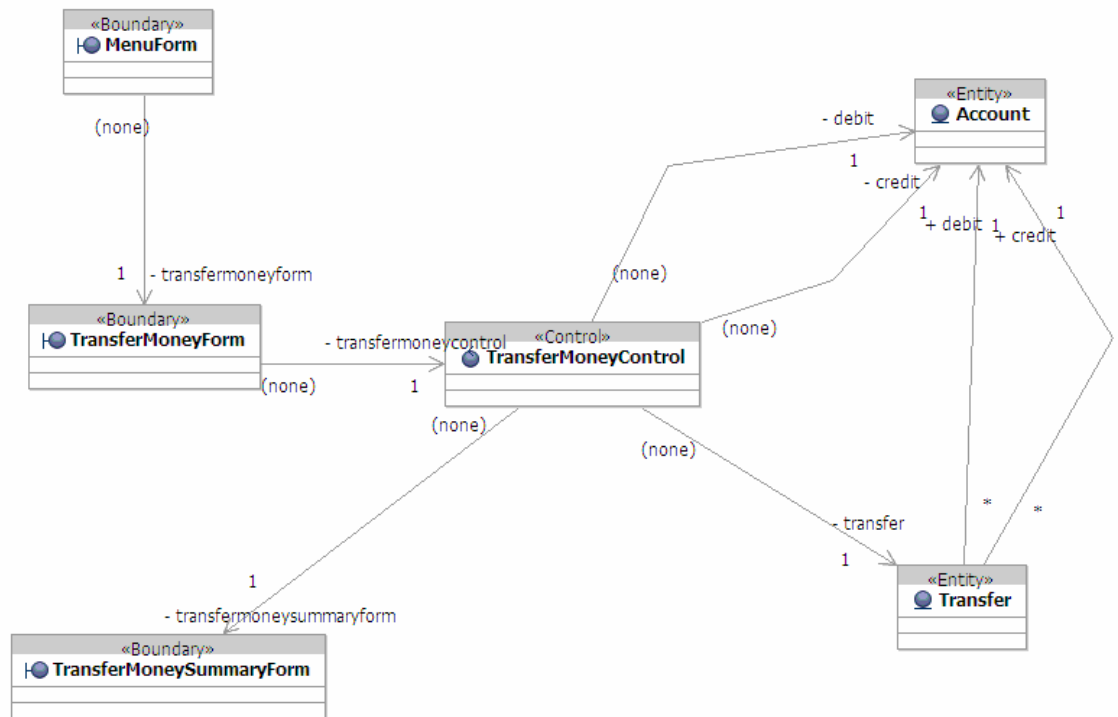 «Boundary»
MenuForm
(none)
«Entity»
Account
- debit
1
- credit
1
+ debit
1
+ credit
1
(none)
1
- transfermoneyform
«Boundary»
TransferMoneyForm
(none)
- transfermoneycontrol
1
«Control»
TransferMoneyControl
(none)
(none)
(none)
*
*
- transfer
1
«Entity»
Transfer
1
- transfermoneysummaryform
«Boundary»
TransferMoneySummaryForm